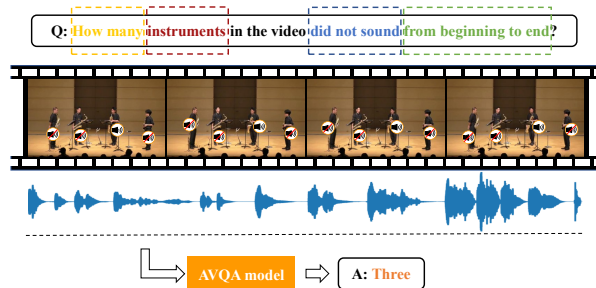 Q: How many instruments in the video did not sound from beginning to end?
AVQA model
A: Three